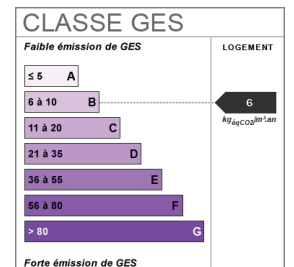 CLASSE GES
Faible émission de GES
LOGEMENT
≤ 5 A
6 à 10 B
6
kgéqCO2/m².an
11 à 20 C
21 à 35 D
36 à 55 E
56 à 80 F
> 80 G
Forte émission de GES